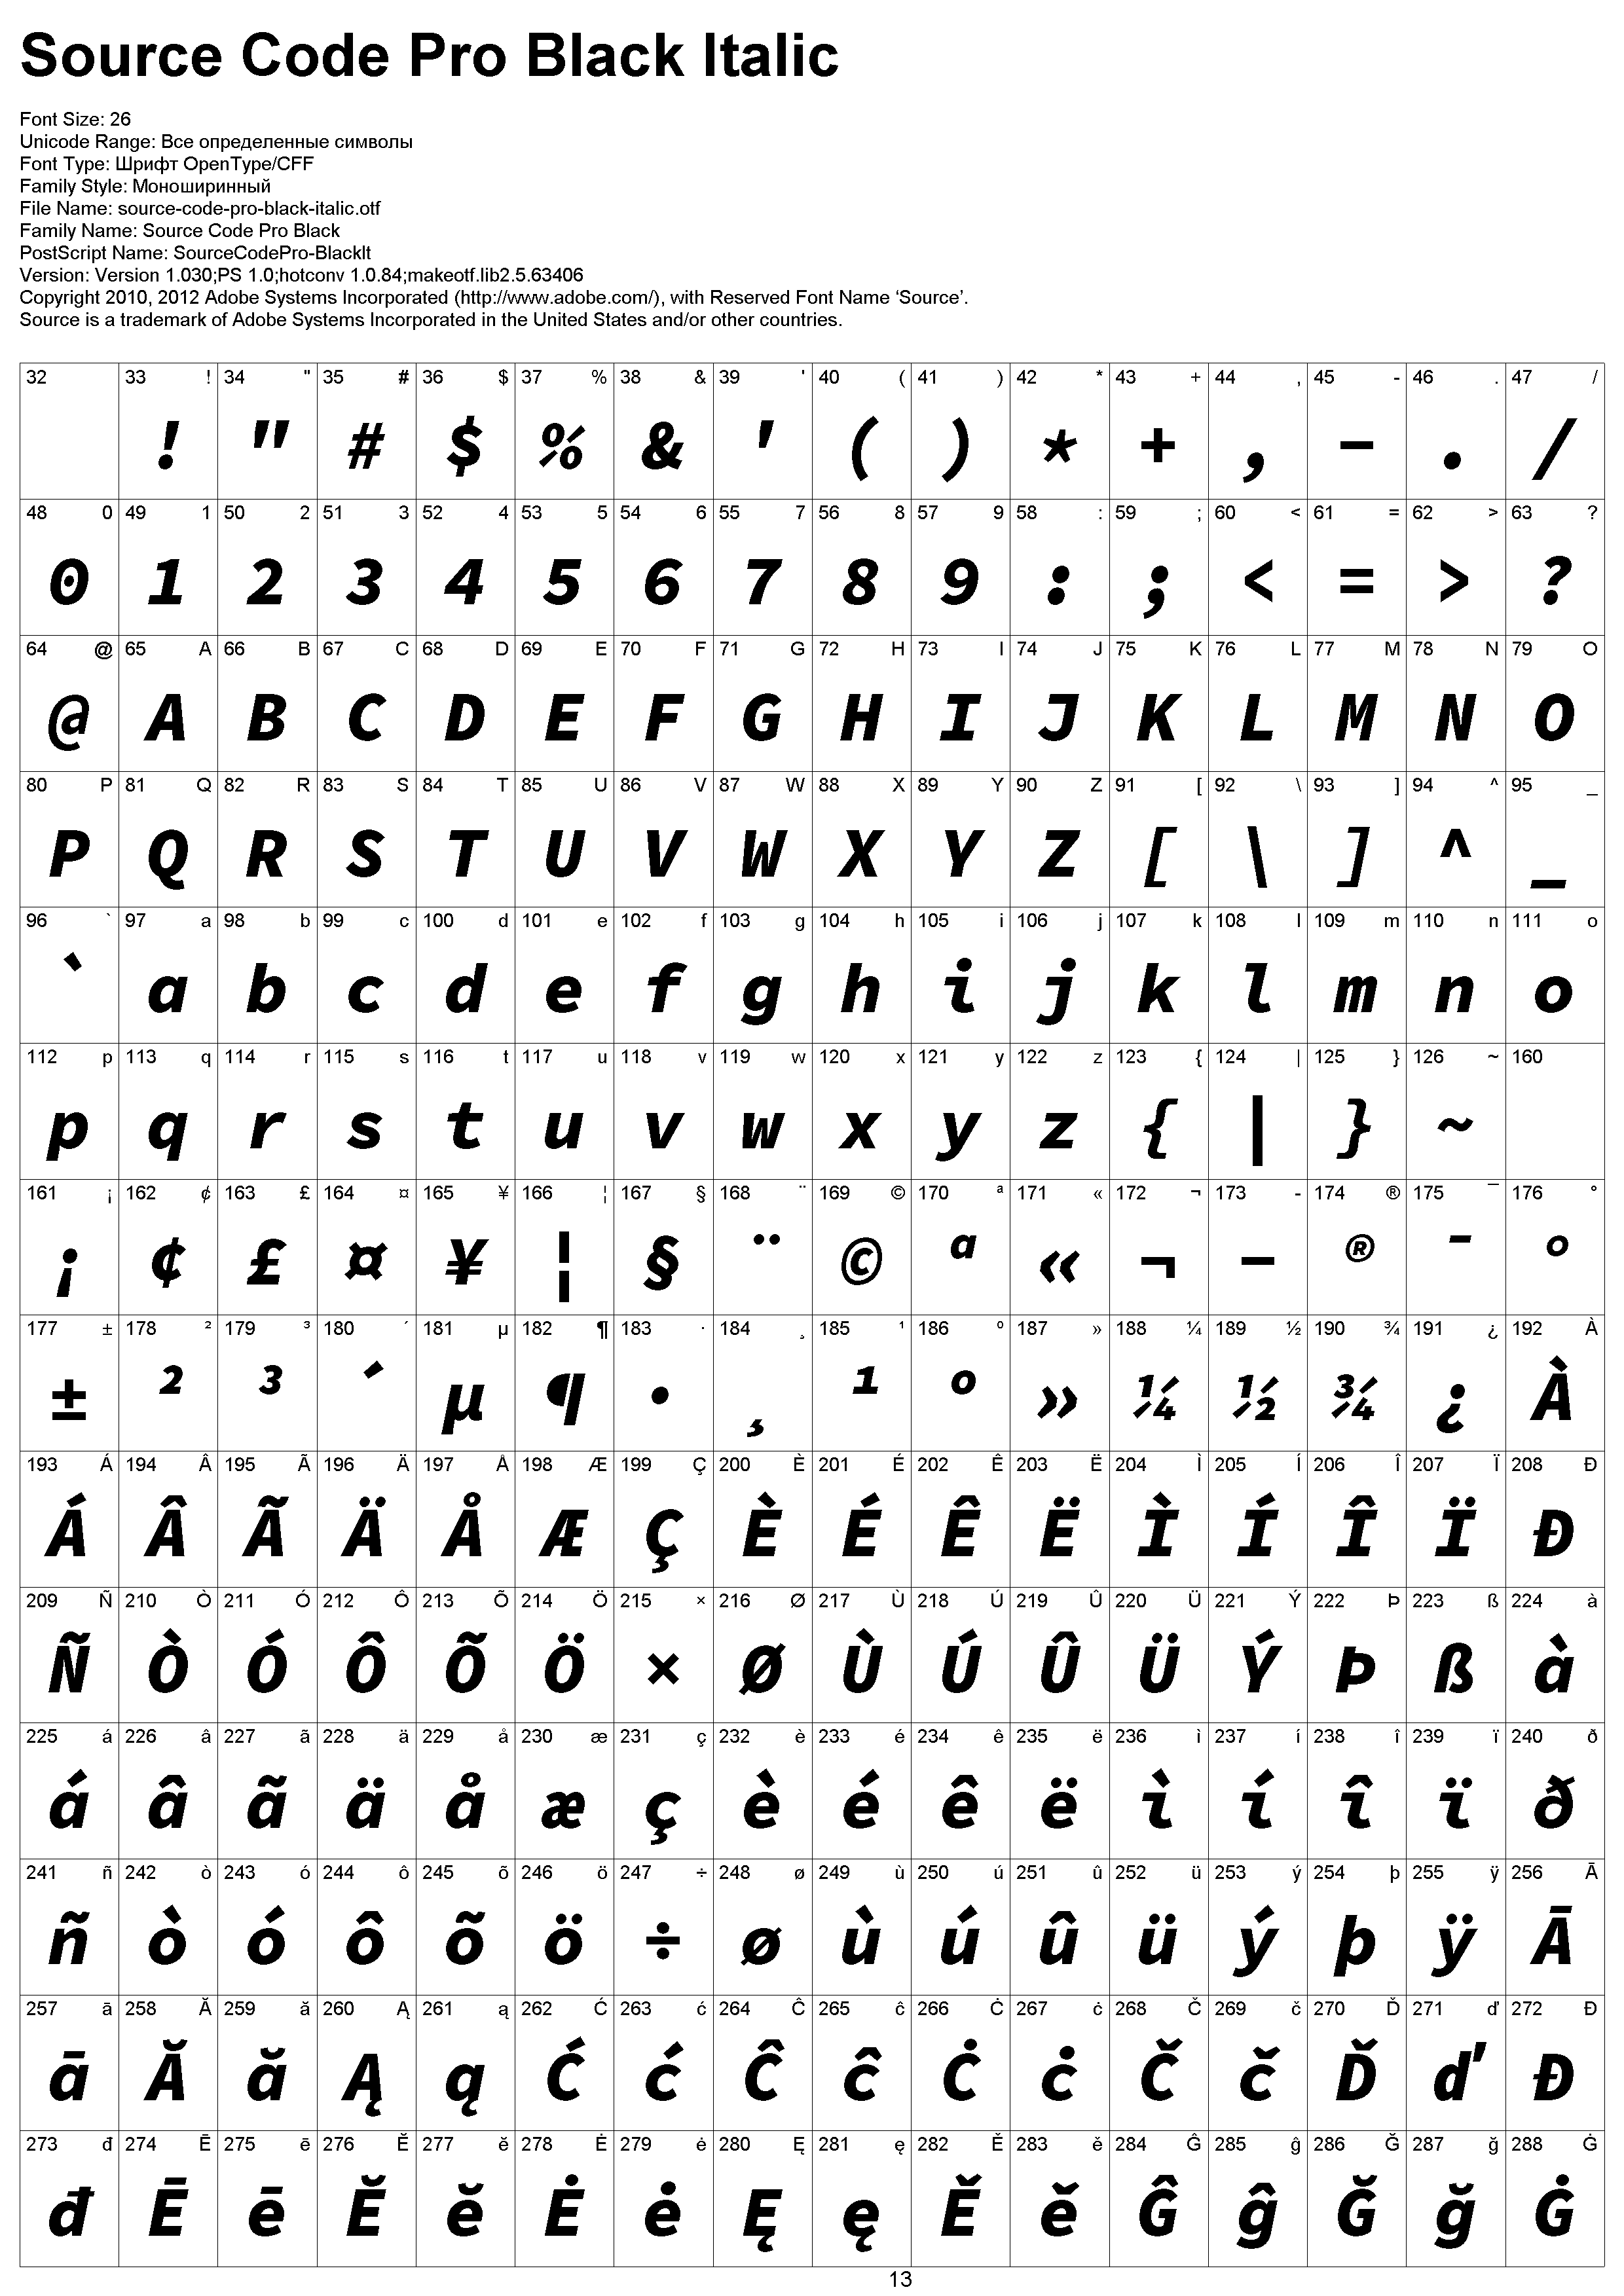 Source Code Pro Black Italic
Font Size: 26
Unicode Range: Все определенные символы
Font Type: Шрифт OpenType/CFF
Family Style: Моноширинный
File Name: source-code-pro-black-italic.otf
Family Name: Source Code Pro Black
PostScript Name: SourceCodePro-BlackIt
Version: Version 1.030;PS 1.0;hotconv 1.0.84;makeotf.lib2.5.63406
Copyright 2010, 2012 Adobe Systems Incorporated (http://www.adobe.com/), with Reserved Font Name ‘Source’.
Source is a trademark of Adobe Systems Incorporated in the United States and/or other countries.
32 33 ! 34 " 35 # 36 $ 37 % 38 & 39 ' 40 ( 41 ) 42 * 43 + 44 , 45 - 46 . 47 /
! " # $ % & ' ( ) * + , - . /
48 0 49 1 50 2 51 3 52 4 53 5 54 6 55 7 56 8 57 9 58 : 59 ; 60 < 61 = 62 > 63 ?
0 1 2 3 4 5 6 7 8 9 : ; < = > ?
64 @ 65 A 66 B 67 C 68 D 69 E 70 F 71 G 72 H 73 I 74 J 75 K 76 L 77 M 78 N 79 O
@ A B C D E F G H I J K L M N O
80 P 81 Q 82 R 83 S 84 T 85 U 86 V 87 W 88 X 89 Y 90 Z 91 [ 92 \ 93 ] 94 ^ 95 _
P Q R S T U V W X Y Z [ \ ] ^ _
96 ` 97 a 98 b 99 c 100 d 101 e 102 f 103 g 104 h 105 i 106 j 107 k 108 l 109 m 110 n 111 o
` a b c d e f g h i j k l m n o
112 p 113 q 114 r 115 s 116 t 117 u 118 v 119 w 120 x 121 y 122 z 123 { 124 | 125 } 126 ~ 160
p q r s t u v w x y z { | } ~
161 ¡ 162 ¢ 163 £ 164 ¤ 165 ¥ 166 ¦ 167 § 168 ¨ 169 © 170 ª 171 « 172 ¬ 173 - 174 ® 175 ¯ 176 °
¡ ¢ £ ¤ ¥ ¦ § ¨ © ª « ¬ - ® ¯ °
177 ± 178 ² 179 ³ 180 ´ 181 µ 182 ¶ 183 · 184 ¸ 185 ¹ 186 º 187 » 188 ¼ 189 ½ 190 ¾ 191 ¿ 192 À
± ² ³ ´ µ ¶ · ¸ ¹ º » ¼ ½ ¾ ¿ À
193 Á 194 Â 195 Ã 196 Ä 197 Å 198 Æ 199 Ç 200 È 201 É 202 Ê 203 Ë 204 Ì 205 Í 206 Î 207 Ï 208 Ð
Á Â Ã Ä Å Æ Ç È É Ê Ë Ì Í Î Ï Ð
209 Ñ 210 Ò 211 Ó 212 Ô 213 Õ 214 Ö 215 × 216 Ø 217 Ù 218 Ú 219 Û 220 Ü 221 Ý 222 Þ 223 ß 224 à
Ñ Ò Ó Ô Õ Ö × Ø Ù Ú Û Ü Ý Þ ß à
225 á 226 â 227 ã 228 ä 229 å 230 æ 231 ç 232 è 233 é 234 ê 235 ë 236 ì 237 í 238 î 239 ï 240 ð
á â ã ä å æ ç è é ê ë ì í î ï ð
241 ñ 242 ò 243 ó 244 ô 245 õ 246 ö 247 ÷ 248 ø 249 ù 250 ú 251 û 252 ü 253 ý 254 þ 255 ÿ 256 Ā
ñ ò ó ô õ ö ÷ ø ù ú û ü ý þ ÿ Ā
257 ā 258 Ă 259 ă 260 Ą 261 ą 262 Ć 263 ć 264 Ĉ 265 ĉ 266 Ċ 267 ċ 268 Č 269 č 270 Ď 271 ď 272 Đ
ā Ă ă Ą ą Ć ć Ĉ ĉ Ċ ċ Č č Ď ď Đ
273 đ 274 Ē 275 ē 276 Ĕ 277 ĕ 278 Ė 279 ė 280 Ę 281 ę 282 Ě 283 ě 284 Ĝ 285 ĝ 286 Ğ 287 ğ 288 Ġ
đ Ē ē Ĕ ĕ Ė ė Ę ę Ě ě Ĝ ĝ Ğ ğ Ġ
13